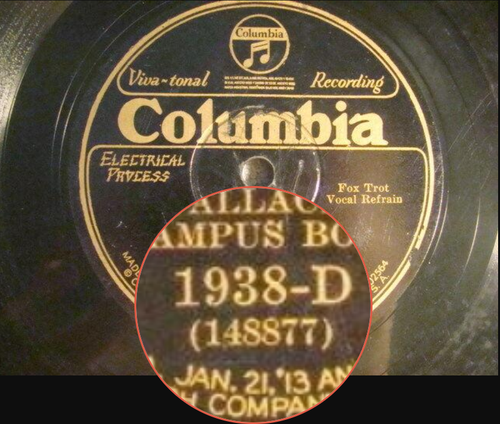 Columbia
Viva-tonal Recording
Columbia
ELECTRICAL
PROCESS
Fox Trot
Vocal Refrain
ALLAC
AMPUS BO
1938-D
(148877)
JAN. 21, '13 AN
H COMPAN